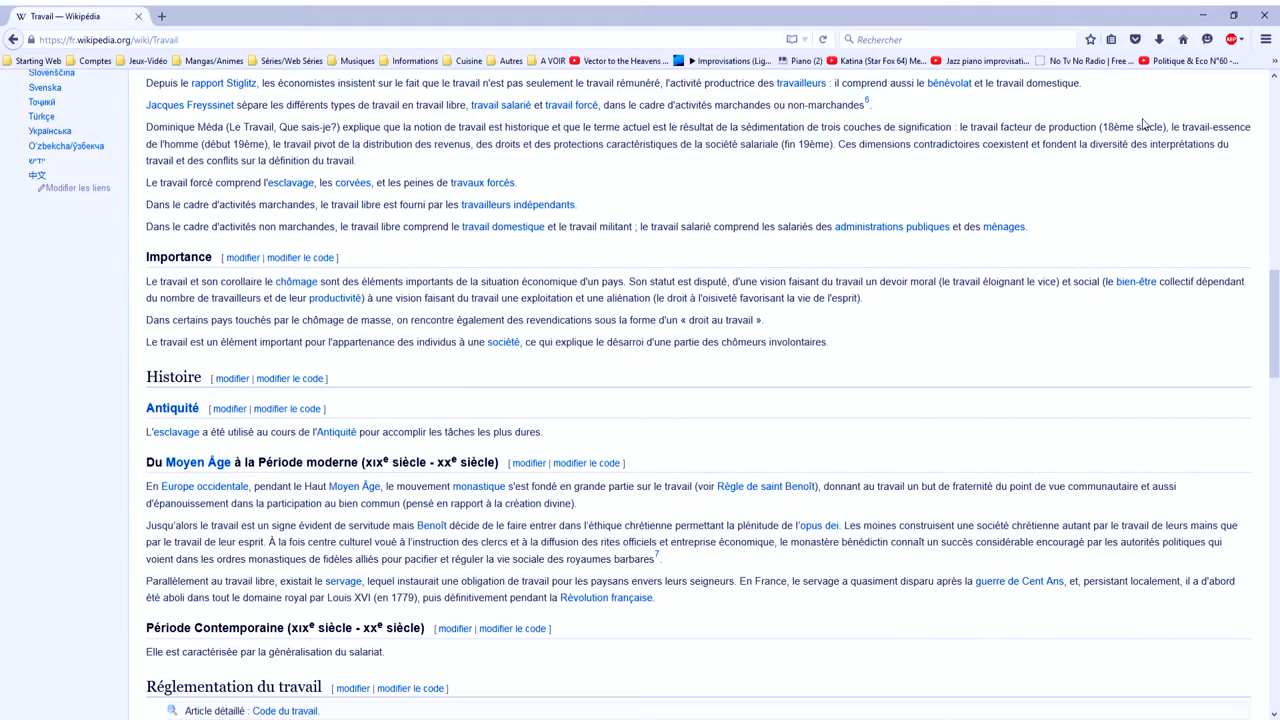 Travail — Wikipédia
https://fr.wikipedia.org/wiki/Travail
Rechercher
Starting Web Comptes Jeux-Vidéo Mangas/Animes Séries/Web Séries Musiques Informations Cuisine Autres A VOIR Vector to the Heavens ... ▶ Improvisations (Lig... Piano (2) Katina (Star Fox 64) Me... Jazz piano improvisati... No Tv No Radio | Free ... Politique & Eco N°60 -...
Slovenščina
Svenska
Тоҷикӣ
Türkçe
Українська
Oʻzbekcha/ўзбекча
ייִדיש
中文
Modifier les liens
Depuis le rapport Stiglitz, les économistes insistent sur le fait que le travail n'est pas seulement le travail rémunéré, l'activité productrice des travailleurs : il comprend aussi le bénévolat et le travail domestique.
Jacques Freyssinet sépare les différents types de travail en travail libre, travail salarié et travail forcé, dans le cadre d'activités marchandes ou non-marchandes6.
Dominique Méda (Le Travail, Que sais-je?) explique que la notion de travail est historique et que le terme actuel est le résultat de la sédimentation de trois couches de signification : le travail facteur de production (18ème siècle), le travail-essence
de l'homme (début 19ème), le travail pivot de la distribution des revenus, des droits et des protections caractéristiques de la société salariale (fin 19ème). Ces dimensions contradictoires coexistent et fondent la diversité des interprétations du
travail et des conflits sur la définition du travail.
Le travail forcé comprend l'esclavage, les corvées, et les peines de travaux forcés.
Dans le cadre d'activités marchandes, le travail libre est fourni par les travailleurs indépendants.
Dans le cadre d'activités non marchandes, le travail libre comprend le travail domestique et le travail militant ; le travail salarié comprend les salariés des administrations publiques et des ménages.
Importance [ modifier | modifier le code ]
Le travail et son corollaire le chômage sont des éléments importants de la situation économique d'un pays. Son statut est disputé, d'une vision faisant du travail un devoir moral (le travail éloignant le vice) et social (le bien-être collectif dépendant
du nombre de travailleurs et de leur productivité) à une vision faisant du travail une exploitation et une aliénation (le droit à l'oisiveté favorisant la vie de l'esprit).
Dans certains pays touchés par le chômage de masse, on rencontre également des revendications sous la forme d'un « droit au travail ».
Le travail est un élément important pour l'appartenance des individus à une société, ce qui explique le désarroi d'une partie des chômeurs involontaires.
Histoire [ modifier | modifier le code ]
Antiquité [ modifier | modifier le code ]
L'esclavage a été utilisé au cours de l'Antiquité pour accomplir les tâches les plus dures.
Du Moyen Âge à la Période moderne (XIXe siècle - XXe siècle) [ modifier | modifier le code ]
En Europe occidentale, pendant le Haut Moyen Âge, le mouvement monastique s'est fondé en grande partie sur le travail (voir Règle de saint Benoît), donnant au travail un but de fraternité du point de vue communautaire et aussi
d'épanouissement dans la participation au bien commun (pensé en rapport à la création divine).
Jusqu'alors le travail est un signe évident de servitude mais Benoît décide de le faire entrer dans l'éthique chrétienne permettant la plénitude de l'opus dei. Les moines construisent une société chrétienne autant par le travail de leurs mains que
par le travail de leur esprit. À la fois centre culturel voué à l'instruction des clercs et à la diffusion des rites officiels et entreprise économique, le monastère bénédictin connaît un succès considérable encouragé par les autorités politiques qui
voient dans les ordres monastiques de fidèles alliés pour pacifier et réguler la vie sociale des royaumes barbares7.
Parallèlement au travail libre, existait le servage, lequel instaurait une obligation de travail pour les paysans envers leurs seigneurs. En France, le servage a quasiment disparu après la guerre de Cent Ans, et, persistant localement, il a d'abord
été aboli dans tout le domaine royal par Louis XVI (en 1779), puis définitivement pendant la Révolution française.
Période Contemporaine (XIXe siècle - XXe siècle) [ modifier | modifier le code ]
Elle est caractérisée par la généralisation du salariat.
Réglementation du travail [ modifier | modifier le code ]
Article détaillé : Code du travail.